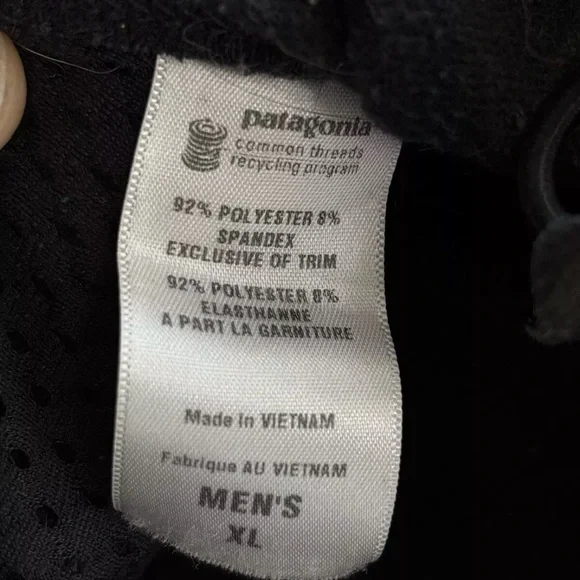 patagonia
common threads
recycling program
92% POLYESTER 8%
SPANDEX
EXCLUSIVE OF TRIM
92% POLYESTER 8%
ELASTHANNE
A PART LA GARNITURE
Made in VIETNAM
Fabrique AU VIETNAM
MEN'S
XL